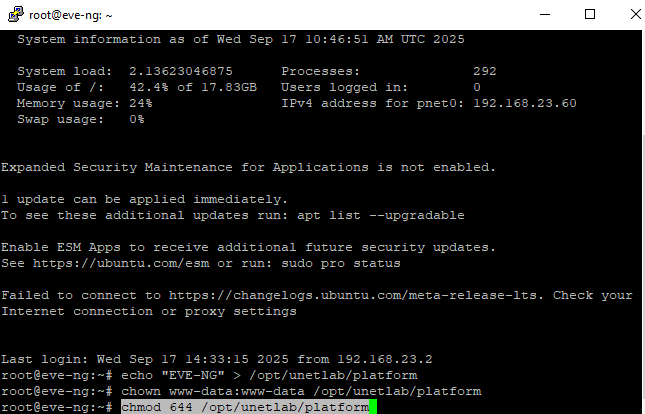 root@eve-ng: ~
System information as of Wed Sep 17 10:46:51 AM UTC 2025
System load:  2.13623046875      Processes:              292
Usage of /:   42.4% of 17.83GB   Users logged in:        0
Memory usage: 24%                IPv4 address for pnet0: 192.168.23.60
Swap usage:   0%
Expanded Security Maintenance for Applications is not enabled.
1 update can be applied immediately.
To see these additional updates run: apt list --upgradable
Enable ESM Apps to receive additional future security updates.
See https://ubuntu.com/esm or run: sudo pro status
Failed to connect to https://changelogs.ubuntu.com/meta-release-lts. Check your
Internet connection or proxy settings
Last login: Wed Sep 17 14:33:15 2025 from 192.168.23.2
root@eve-ng:~# echo "EVE-NG" > /opt/unetlab/platform
root@eve-ng:~# chown www-data:www-data /opt/unetlab/platform
root@eve-ng:~# chmod 644 /opt/unetlab/platform